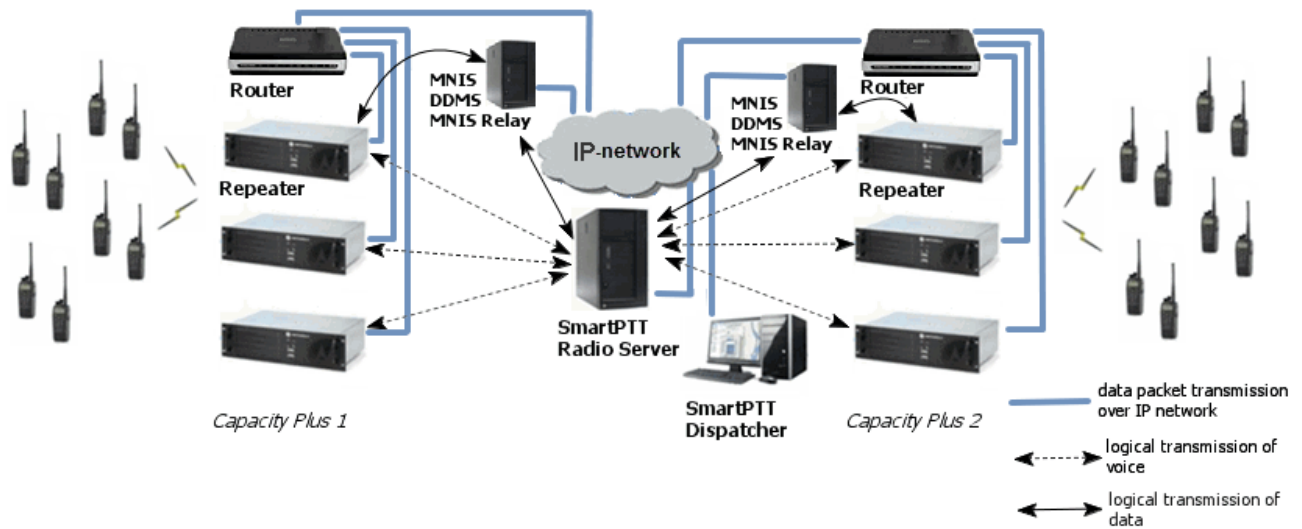 Router
MNIS
DDMS
MNIS Relay
Repeater
IP-network
MNIS
DDMS
MNIS Relay
Router
Repeater
SmartPTT
Radio Server
SmartPTT
Dispatcher
Capacity Plus 1
Capacity Plus 2
data packet transmission
over IP network
logical transmission of
voice
logical transmission of
data